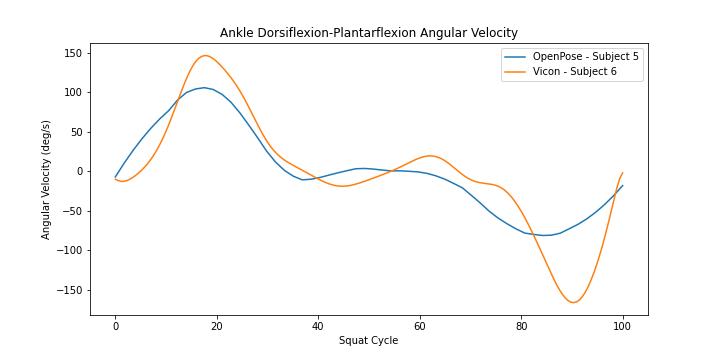 Ankle Dorsiflexion-Plantarflexion Angular Velocity
OpenPose - Subject 5
Vicon - Subject 6
150
100
50
0
−50
−100
−150
Angular Velocity (deg/s)
0 20 40 60 80 100
Squat Cycle